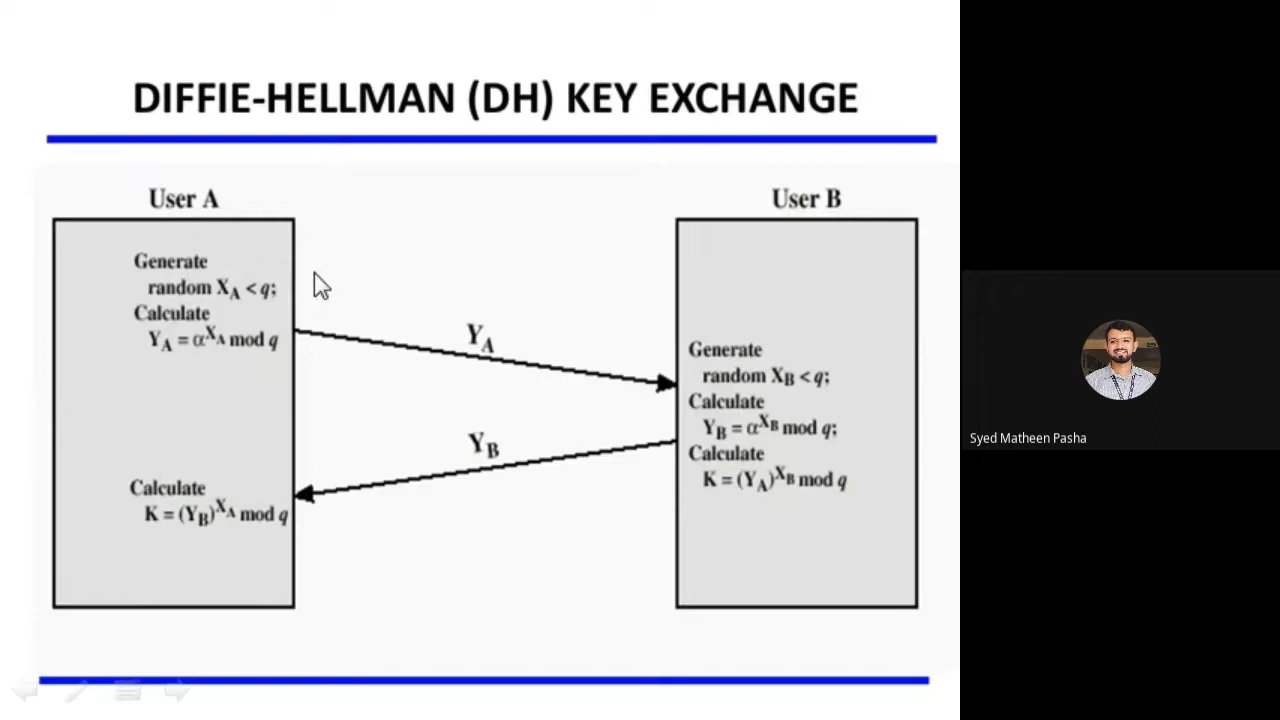 DIFFIE-HELLMAN (DH) KEY EXCHANGE
User A
Generate
random XA < q;
Calculate
YA = αXA mod q
Calculate
K = (YB)XA mod q
YA
YB
User B
Generate
random XB < q;
Calculate
YB = αXB mod q;
Calculate
K = (YA)XB mod q
Syed Matheen Pasha